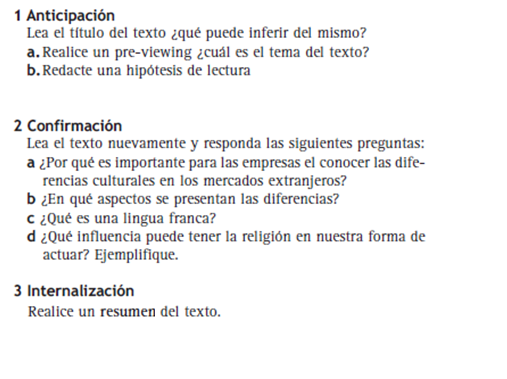 1 Anticipación
Lea el título del texto ¿qué puede inferir del mismo?
a. Realice un pre-viewing ¿cuál es el tema del texto?
b. Redacte una hipótesis de lectura
2 Confirmación
Lea el texto nuevamente y responda las siguientes preguntas:
a ¿Por qué es importante para las empresas el conocer las dife-
rencias culturales en los mercados extranjeros?
b ¿En qué aspectos se presentan las diferencias?
c ¿Qué es una lingua franca?
d ¿Qué influencia puede tener la religión en nuestra forma de
actuar? Ejemplifique.
3 Internalización
Realice un resumen del texto.